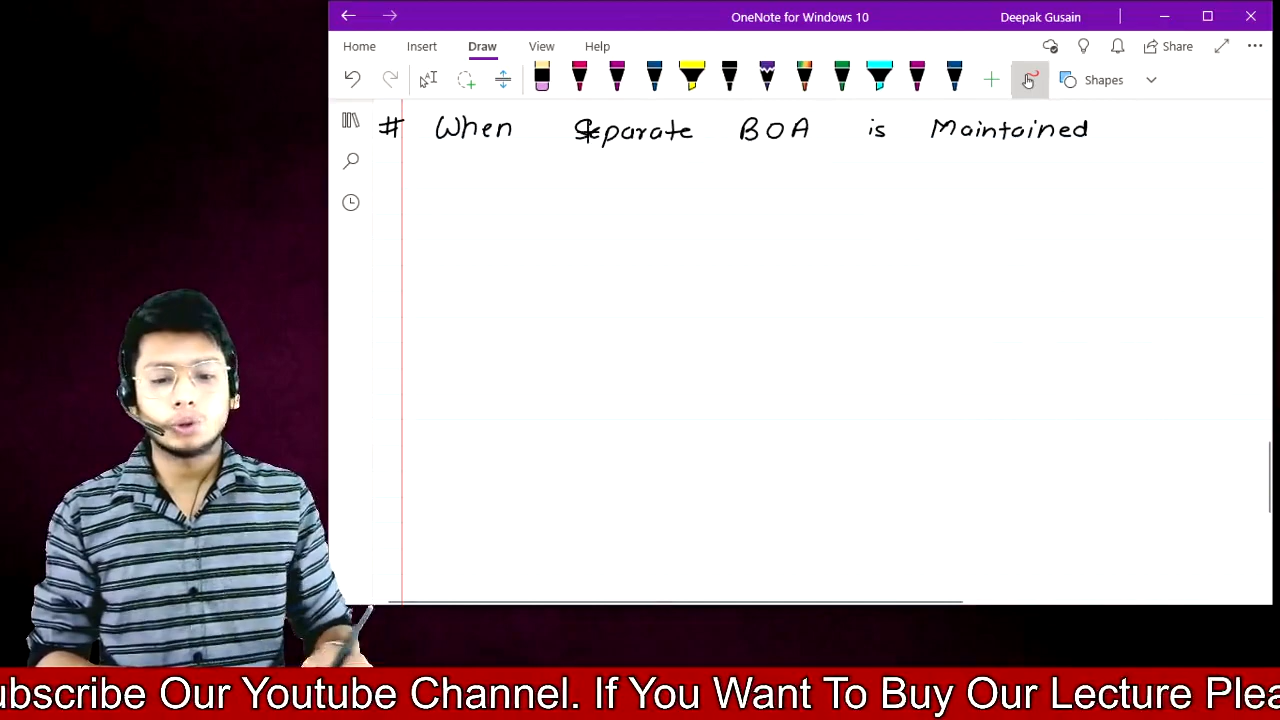 OneNote for Windows 10
Deepak Gusain
Home Insert Draw View Help
Share
Shapes
# When Separate BOA is Maintained
ubscribe Our Youtube Channel. If You Want To Buy Our Lecture Plea